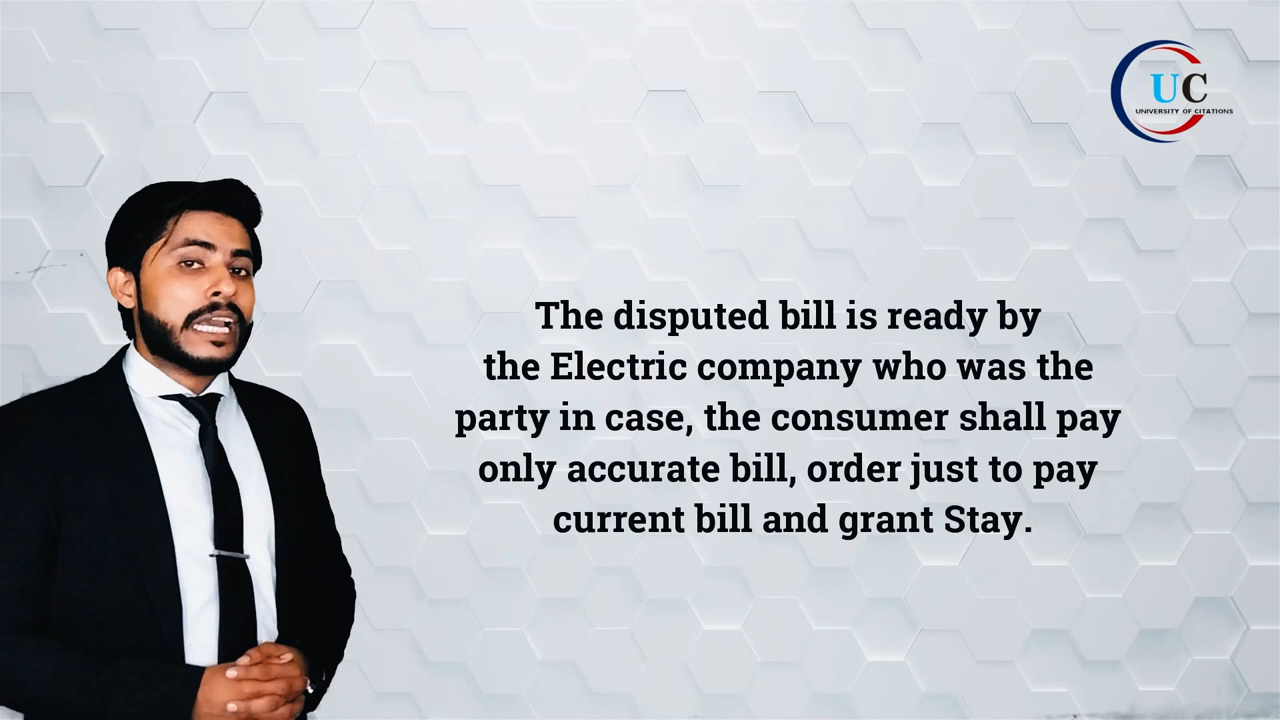 UC
UNIVERSITY OF CITATIONS
The disputed bill is ready by
the Electric company who was the
party in case, the consumer shall pay
only accurate bill, order just to pay
current bill and grant Stay.